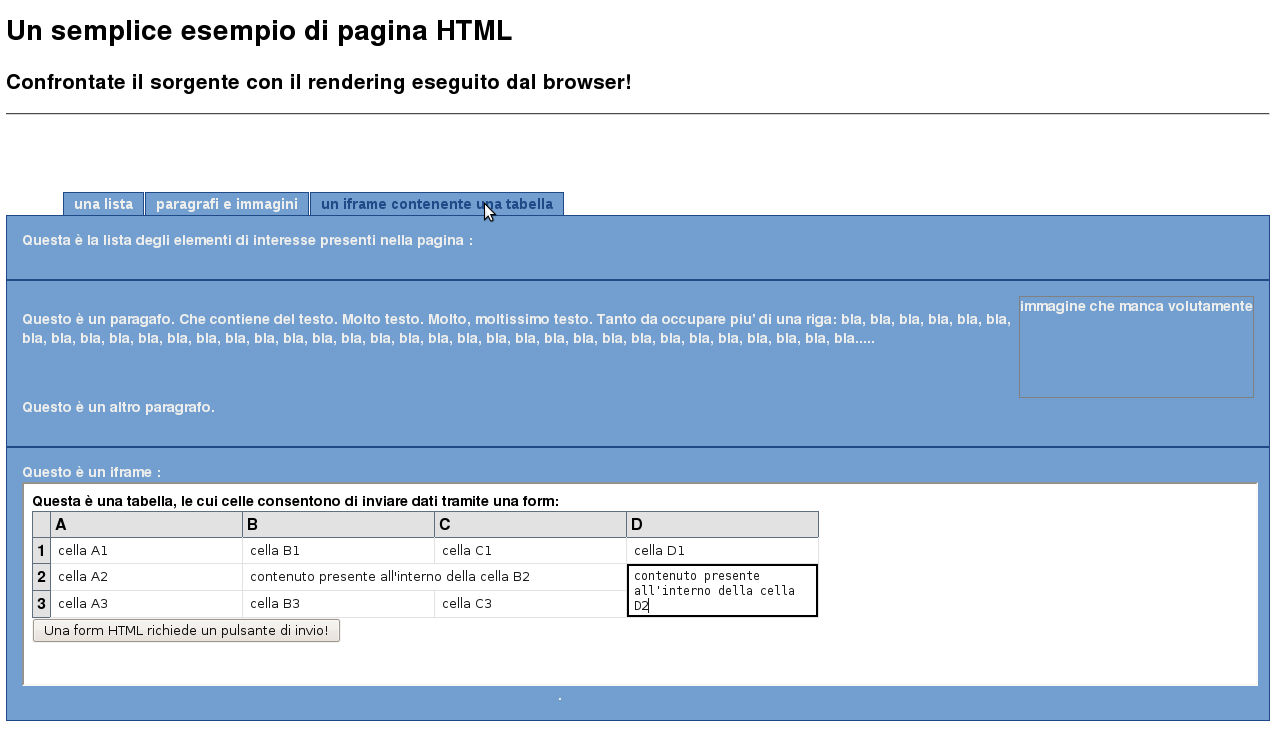 Un semplice esempio di pagina HTML
Confrontate il sorgente con il rendering eseguito dal browser!
una lista paragrafi e immagini un iframe contenente una tabella
Questa è la lista degli elementi di interesse presenti nella pagina :
immagine che manca volutamente
Questo è un paragafo. Che contiene del testo. Molto testo. Molto, moltissimo testo. Tanto da occupare piu' di una riga: bla, bla, bla, bla, bla, bla,
bla, bla, bla, bla, bla, bla, bla, bla, bla, bla, bla, bla, bla, bla, bla, bla, bla, bla, bla, bla, bla, bla, bla, bla, bla, bla, bla, bla, bla.....
Questo è un altro paragrafo.
Questo è un iframe :
Questa è una tabella, le cui celle consentono di inviare dati tramite una form:
A B C D
1 cella A1 cella B1 cella C1 cella D1
2 cella A2 contenuto presente all'interno della cella B2
3 cella A3 cella B3 cella C3
contenuto presente
all'interno della cella
D2
Una form HTML richiede un pulsante di invio!
.